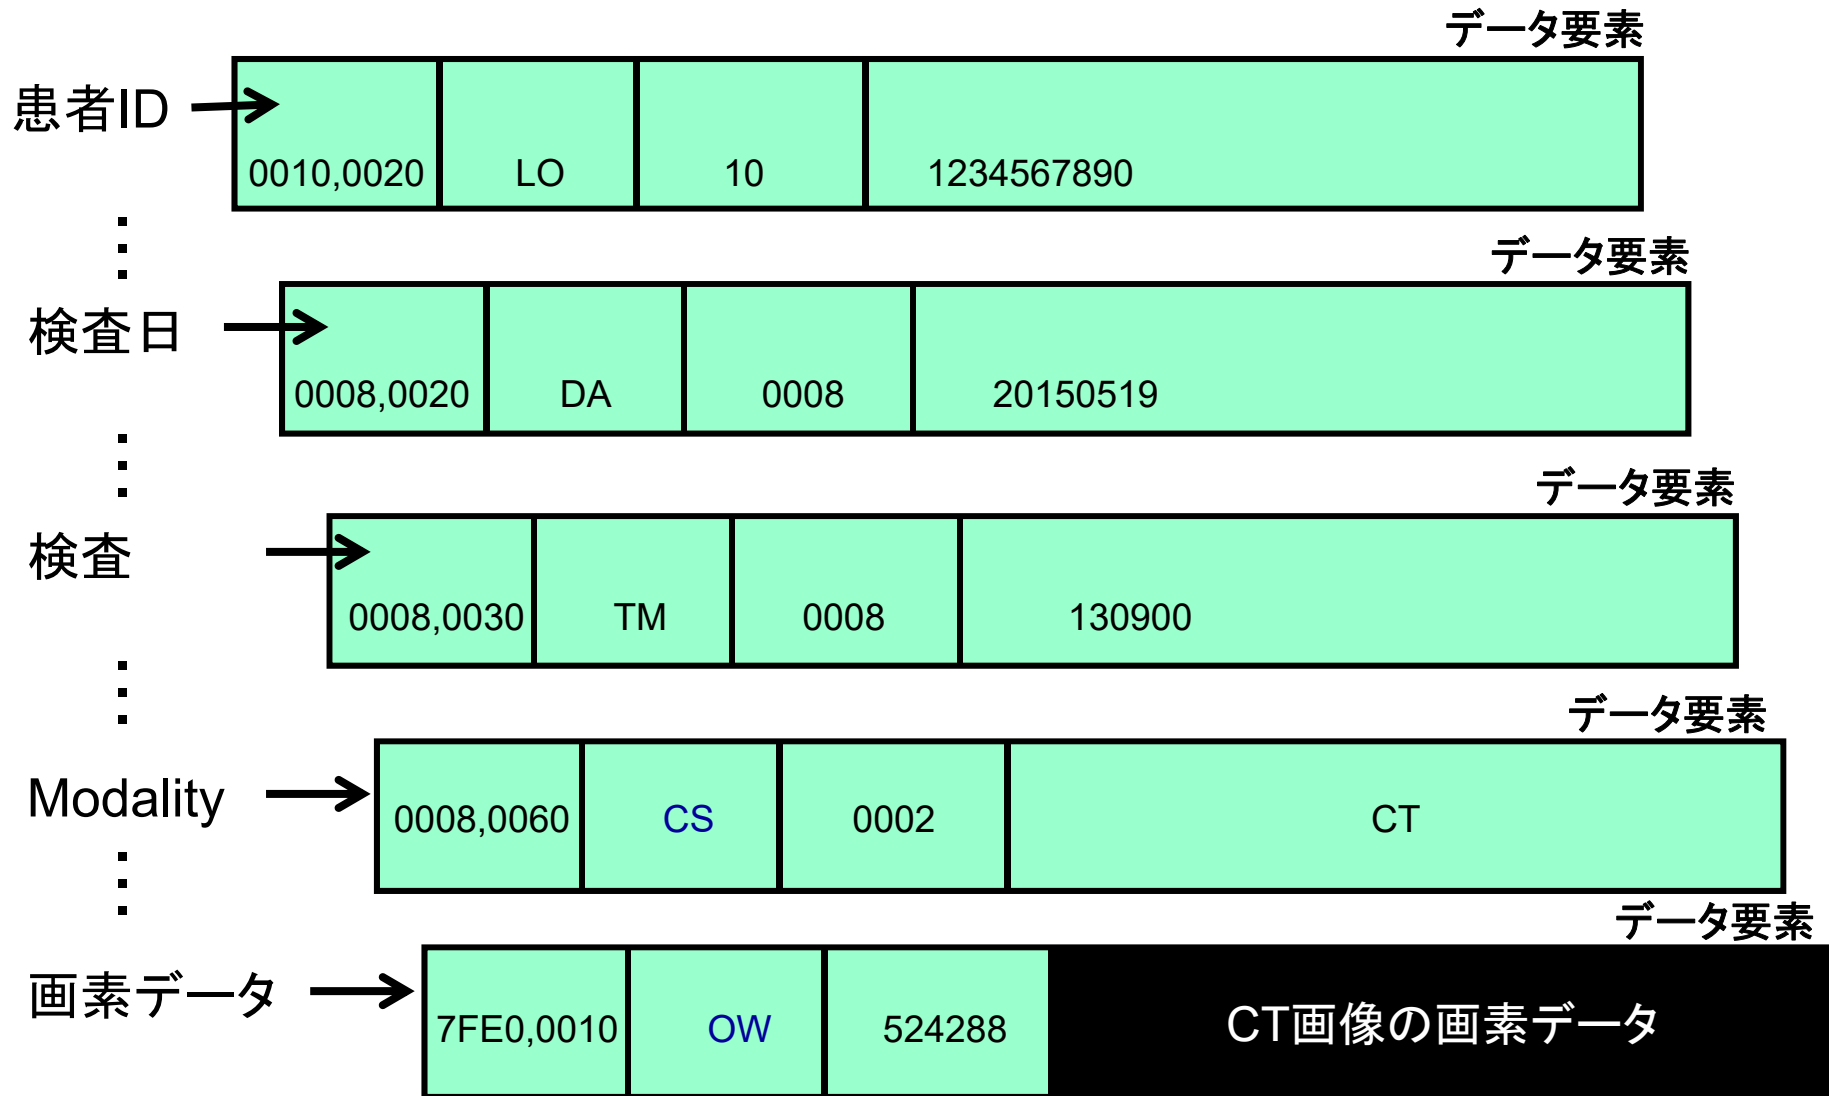 データ要素
患者ID
0010,0020 LO 10 1234567890
データ要素
検査日
0008,0020 DA 0008 20150519
データ要素
検査
0008,0030 TM 0008 130900
データ要素
Modality
0008,0060 CS 0002 CT
データ要素
画素データ
7FE0,0010 OW 524288 CT画像の画素データ